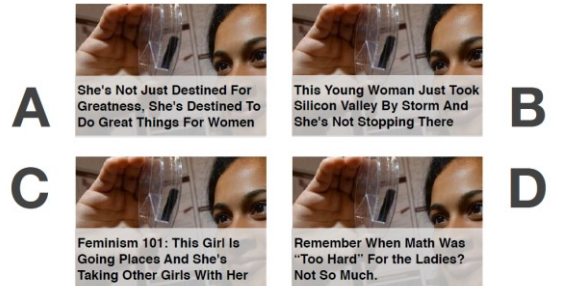 A
She's Not Just Destined For
Greatness, She's Destined To
Do Great Things For Women
This Young Woman Just Took
Silicon Valley By Storm And
She's Not Stopping There
B
C
Feminism 101: This Girl Is
Going Places And She's
Taking Other Girls With Her
Remember When Math Was
“Too Hard” For the Ladies?
Not So Much.
D